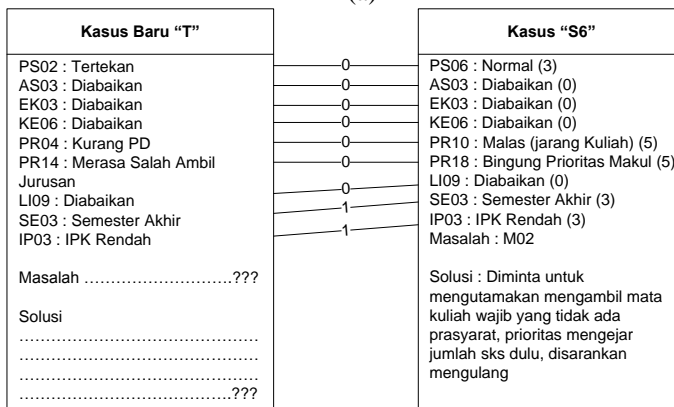 Kasus Baru “T”
PS02 : Tertekan
AS03 : Diabaikan
EK03 : Diabaikan
KE06 : Diabaikan
PR04 : Kurang PD
PR14 : Merasa Salah Ambil
Jurusan
LI09 : Diabaikan
SE03 : Semester Akhir
IP03 : IPK Rendah
Masalah ………………………..???
Solusi
…………………………………………
…………………………………………
…………………………………………
…………………………………….???
0
0
0
0
0
0
0
1
1
Kasus “S6”
PS06 : Normal (3)
AS03 : Diabaikan (0)
EK03 : Diabaikan (0)
KE06 : Diabaikan (0)
PR10 : Malas (jarang Kuliah) (5)
PR18 : Bingung Prioritas Makul (5)
LI09 : Diabaikan (0)
SE03 : Semester Akhir (3)
IP03 : IPK Rendah (3)
Masalah : M02
Solusi : Diminta untuk
mengutamakan mengambil mata
kuliah wajib yang tidak ada
prasyarat, prioritas mengejar
jumlah sks dulu, disarankan
mengulang